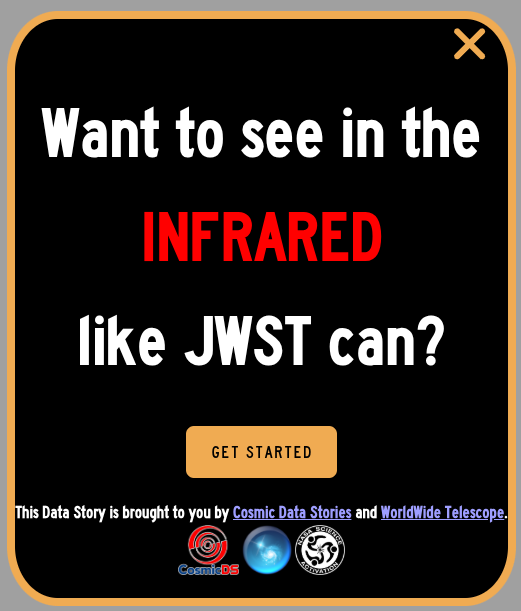 Want to see in the
INFRARED
like JWST can?
GET STARTED
This Data Story is brought to you by Cosmic Data Stories and WorldWide Telescope.
CosmicDS
NASA SCIENCE
ACTIVATION